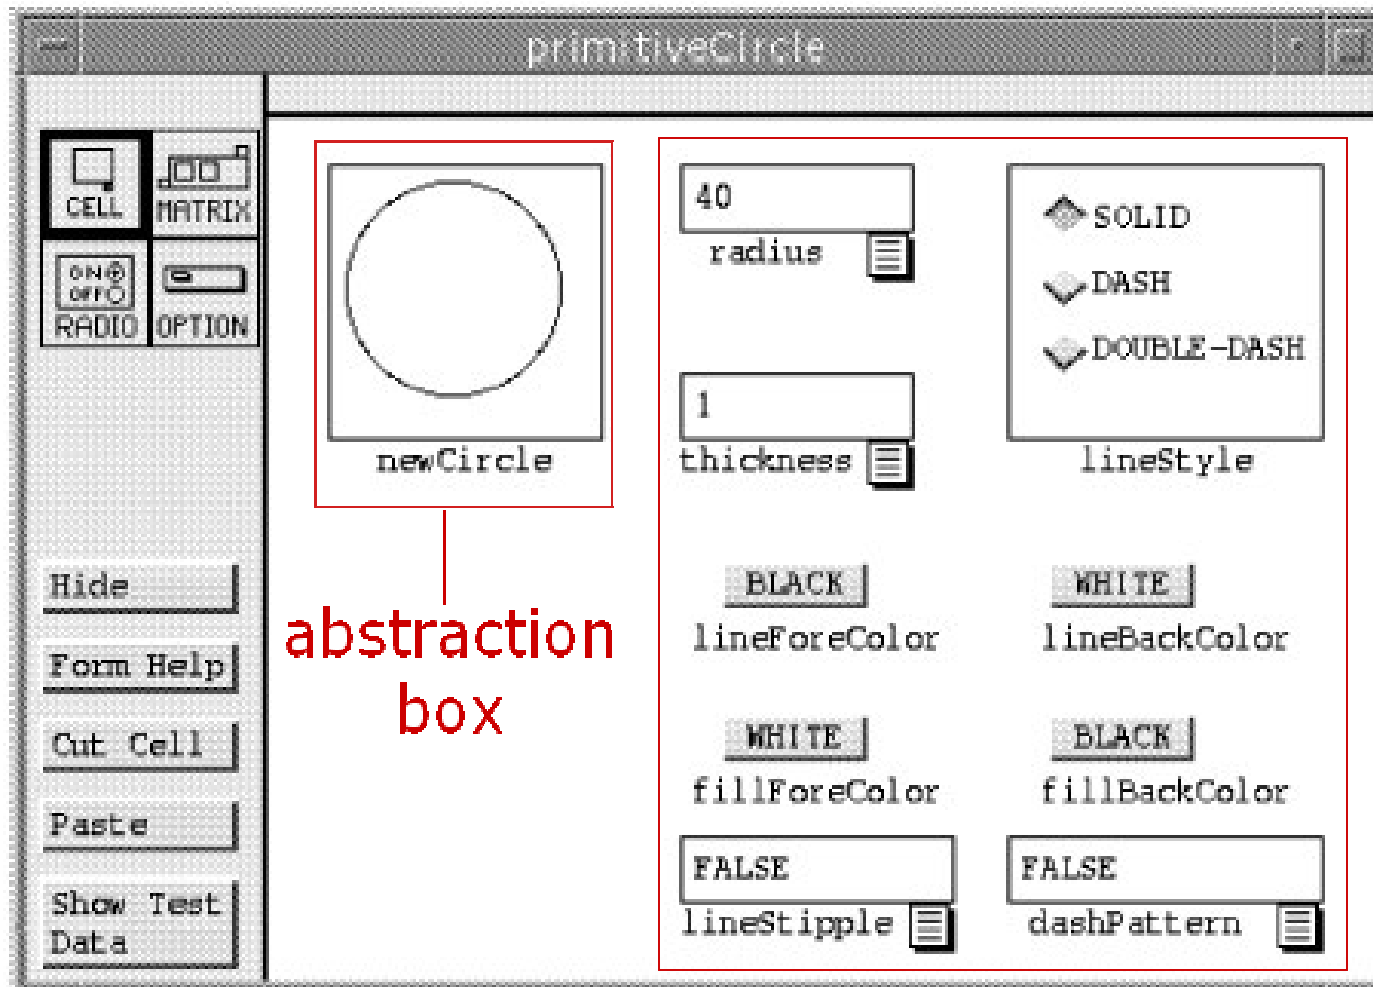 primitiveCircle
CELL
MATRIX
ON
OFF
RADIO
OPTION
Hide
Form Help
Cut Cell
Paste
Show Test
Data
newCircle
abstraction
box
40
radius
1
thickness
SOLID
DASH
DOUBLE-DASH
lineStyle
BLACK
lineForeColor
WHITE
lineBackColor
WHITE
fillForeColor
BLACK
fillBackColor
FALSE
lineStipple
FALSE
dashPattern